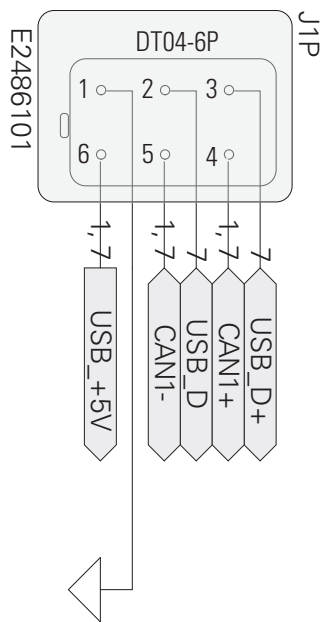 J1P
DT04-6P
1 2 3
6 5 4
E2486101
1,7 1,7 7 1,7 7
USB_+5V
CAN1-
USB_D
CAN1+
USB_D+